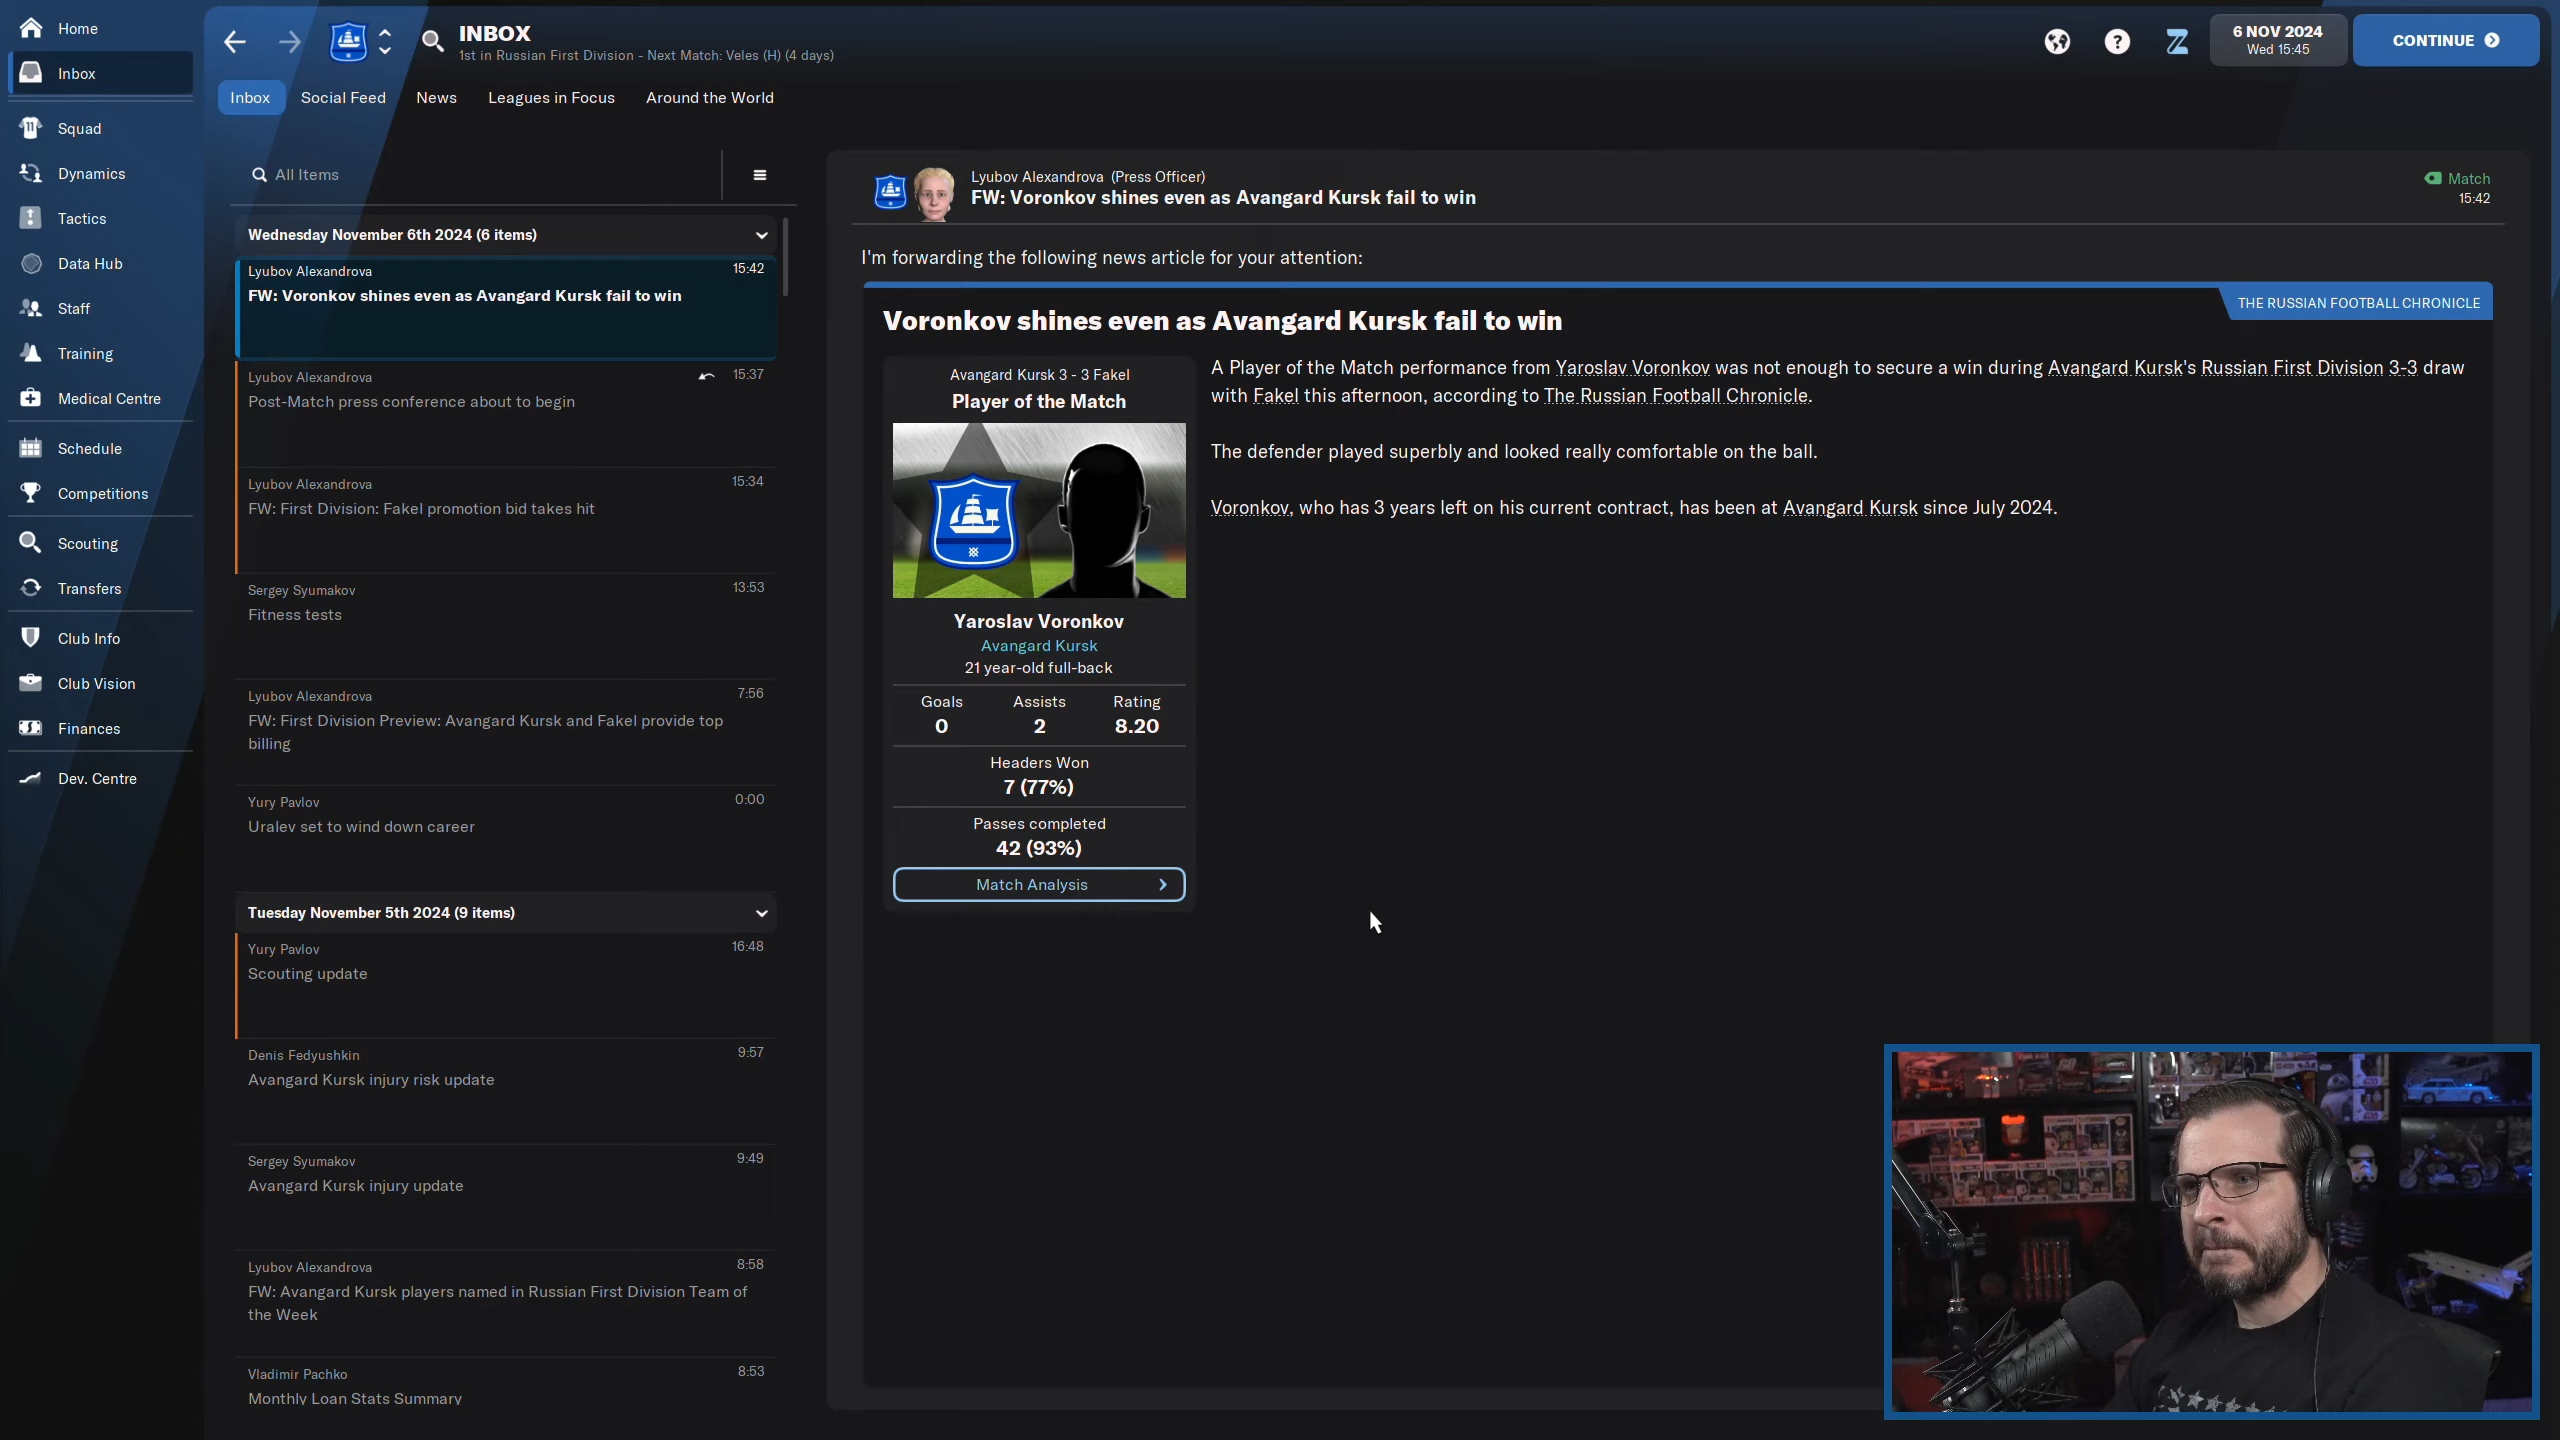 Home
Inbox
Squad
Dynamics
Tactics
Data Hub
Staff
Training
Medical Centre
Schedule
Competitions
Scouting
Transfers
Club Info
Club Vision
Finances
Dev. Centre
INBOX
1st in Russian First Division - Next Match: Veles (H) (4 days)
6 NOV 2024
Wed 15:45
CONTINUE
Inbox
Social Feed
News
Leagues in Focus
Around the World
All Items
Wednesday November 6th 2024 (6 items)
Lyubov Alexandrova 15:42
FW: Voronkov shines even as Avangard Kursk fail to win
Lyubov Alexandrova 15:37
Post-Match press conference about to begin
Lyubov Alexandrova 15:34
FW: First Division: Fakel promotion bid takes hit
Sergey Syumakov 13:53
Fitness tests
Lyubov Alexandrova 7:56
FW: First Division Preview: Avangard Kursk and Fakel provide top
billing
Yury Pavlov 0:00
Uralev set to wind down career
Tuesday November 5th 2024 (9 items)
Yury Pavlov 16:48
Scouting update
Denis Fedyushkin 9:57
Avangard Kursk injury risk update
Sergey Syumakov 9:49
Avangard Kursk injury update
Lyubov Alexandrova 8:58
FW: Avangard Kursk players named in Russian First Division Team of
the Week
Vladimir Pachko 8:53
Monthly Loan Stats Summary
Lyubov Alexandrova (Press Officer)
FW: Voronkov shines even as Avangard Kursk fail to win
Match
15:42
I'm forwarding the following news article for your attention:
THE RUSSIAN FOOTBALL CHRONICLE
Voronkov shines even as Avangard Kursk fail to win
Avangard Kursk 3 - 3 Fakel
Player of the Match
Yaroslav Voronkov
Avangard Kursk
21 year-old full-back
Goals Assists Rating
0 2 8.20
Headers Won
7 (77%)
Passes completed
42 (93%)
Match Analysis
A Player of the Match performance from Yaroslav Voronkov was not enough to secure a win during Avangard Kursk's Russian First Division 3-3 draw
with Fakel this afternoon, according to The Russian Football Chronicle.
The defender played superbly and looked really comfortable on the ball.
Voronkov, who has 3 years left on his current contract, has been at Avangard Kursk since July 2024.